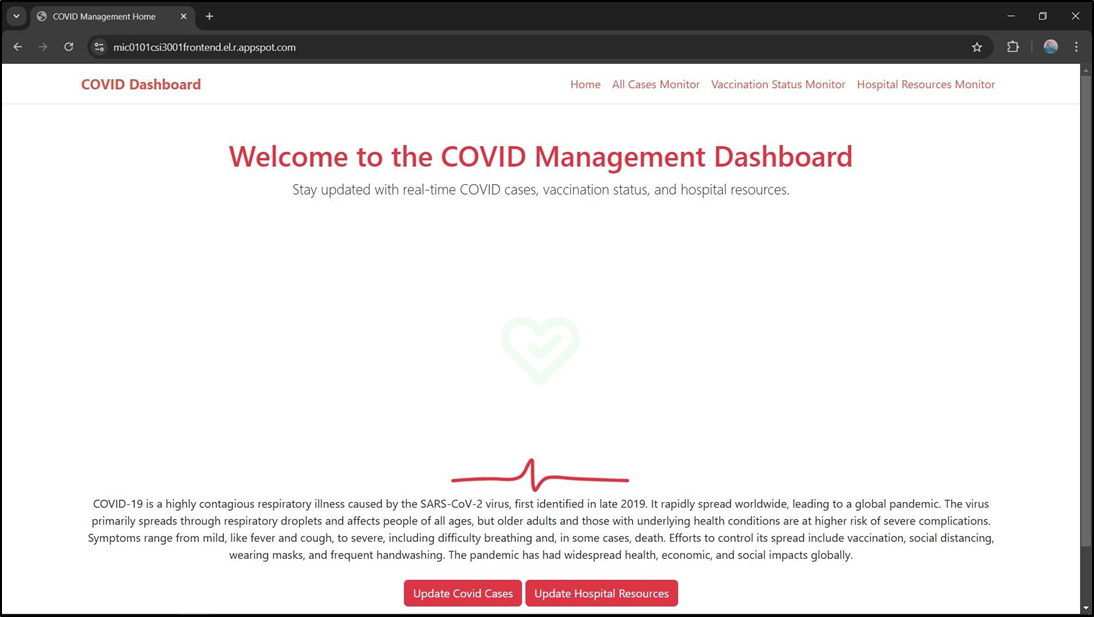 COVID Management Home
mic0101csi3001frontend.el.r.appspot.com
COVID Dashboard
Home All Cases Monitor Vaccination Status Monitor Hospital Resources Monitor
Welcome to the COVID Management Dashboard
Stay updated with real-time COVID cases, vaccination status, and hospital resources.
COVID-19 is a highly contagious respiratory illness caused by the SARS-CoV-2 virus, first identified in late 2019. It rapidly spread worldwide, leading to a global pandemic. The virus
primarily spreads through respiratory droplets and affects people of all ages, but older adults and those with underlying health conditions are at higher risk of severe complications.
Symptoms range from mild, like fever and cough, to severe, including difficulty breathing and, in some cases, death. Efforts to control its spread include vaccination, social distancing,
wearing masks, and frequent handwashing. The pandemic has had widespread health, economic, and social impacts globally.
Update Covid Cases Update Hospital Resources